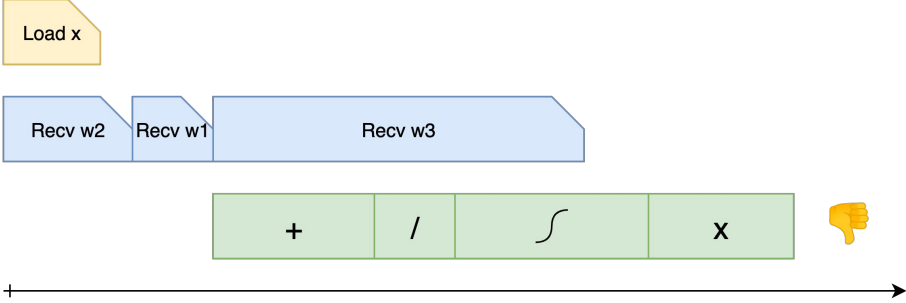 Load x
Recv w2
Recv w1
Recv w3
+
/
∫
x